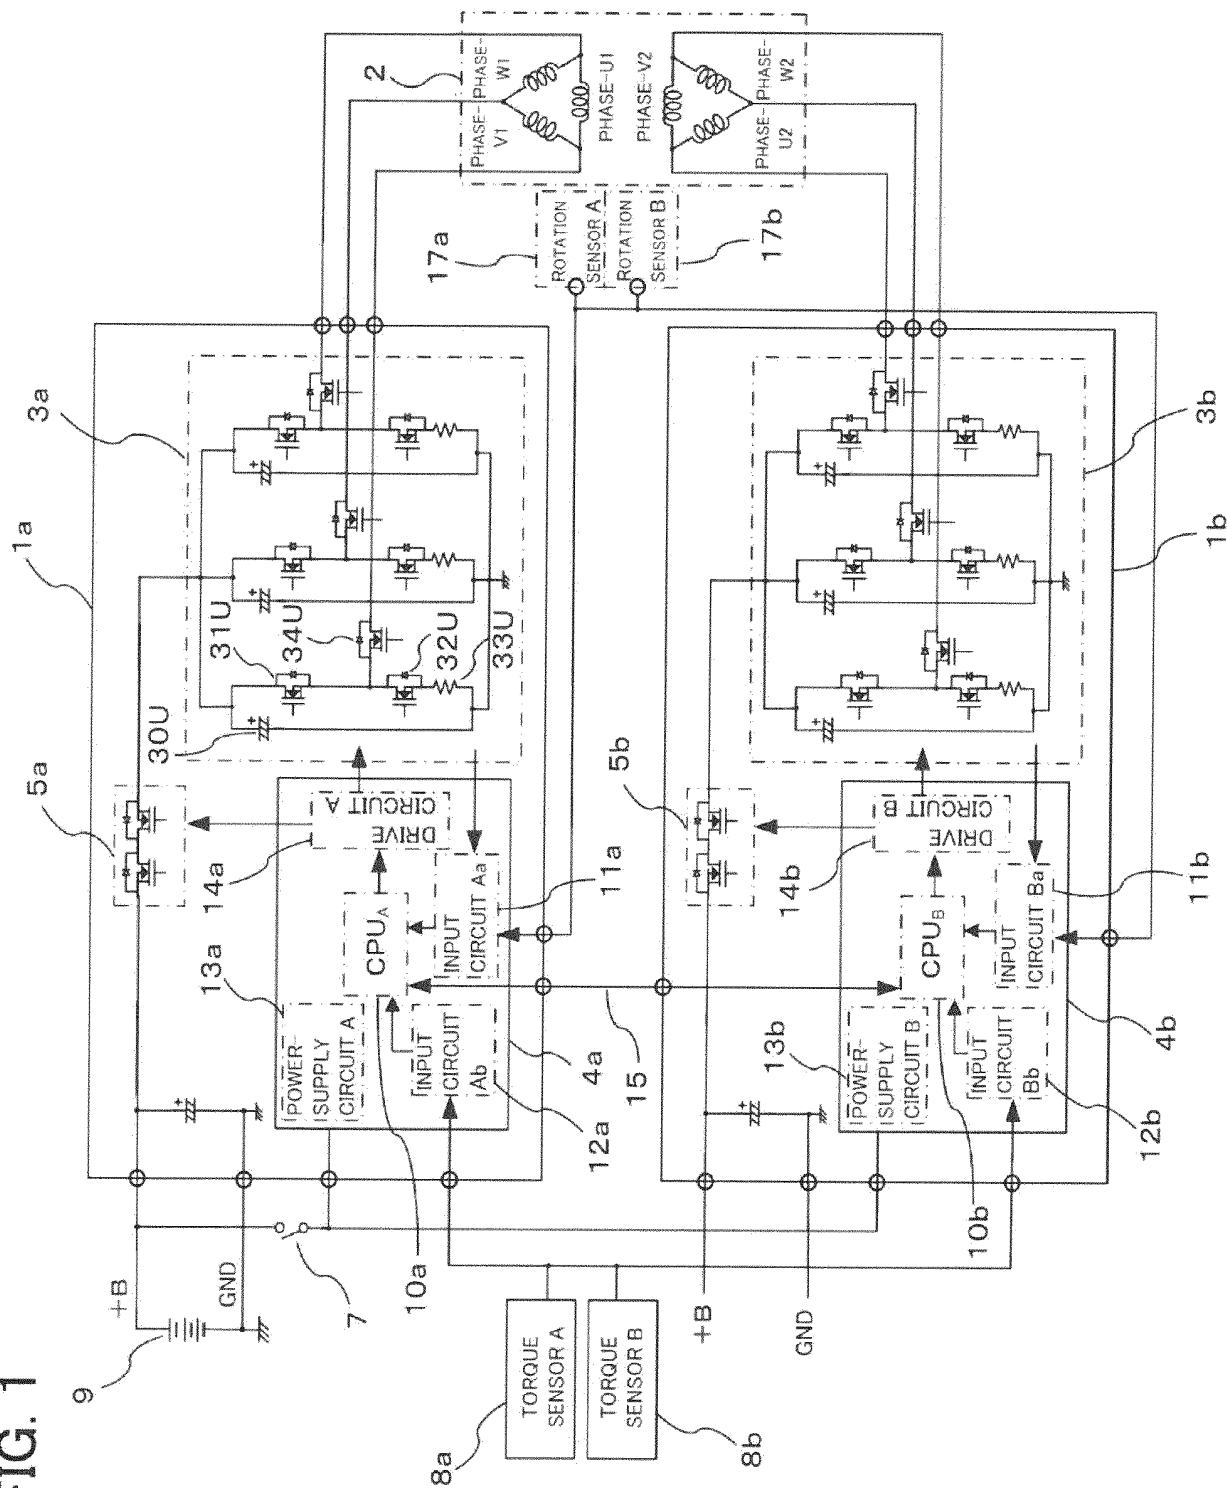 FIG. 1
9
+B
GND
7
8a
TORQUE
SENSOR A
8b
TORQUE
SENSOR B
+B
GND
1a
5a
3a
30U
31U
34U
32U
33U
13a
POWER-
SUPPLY
CIRCUIT A
14a
DRIVE
CIRCUIT A
CPUA
10a
INPUT
CIRCUIT Aa
11a
INPUT
CIRCUIT
Ab
12a
4a
15
2
PHASE-
V1
PHASE-
W1
PHASE-U1
PHASE-V2
PHASE-
U2
PHASE-
W2
17a
ROTATION
SENSOR A
ROTATION
SENSOR B
17b
5b
3b
1b
13b
POWER-
SUPPLY
CIRCUIT B
14b
DRIVE
CIRCUIT B
CPUB
10b
INPUT
CIRCUIT Ba
11b
INPUT
CIRCUIT
Bb
12b
4b